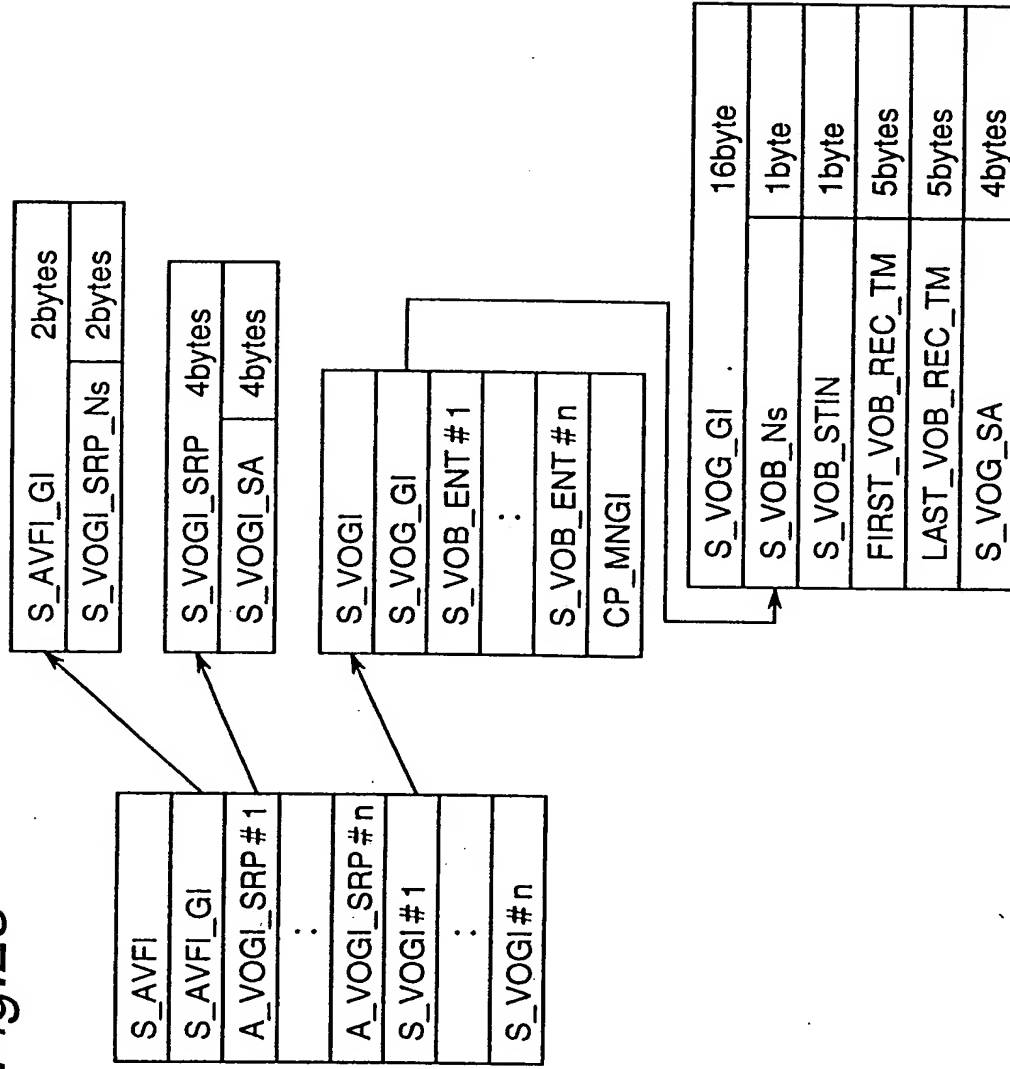 S_AVFI
S_AVFI_GI
A_VOGI_SRP#1
:
A_VOGI_SRP#n
S_VOGI#1
:
S_VOGI#n
S_AVFI_GI 2bytes
S_VOGI_SRP_Ns 2bytes
S_VOGI_SRP 4bytes
S_VOGI_SA 4bytes
S_VOGI
S_VOG_GI
S_VOB_ENT#1
:
S_VOB_ENT#n
CP_MNGI
S_VOG_GI 16byte
S_VOB_Ns 1byte
S_VOB_STIN 1byte
FIRST_VOB_REC_TM 5bytes
LAST_VOB_REC_TM 5bytes
S_VOG_SA 4bytes